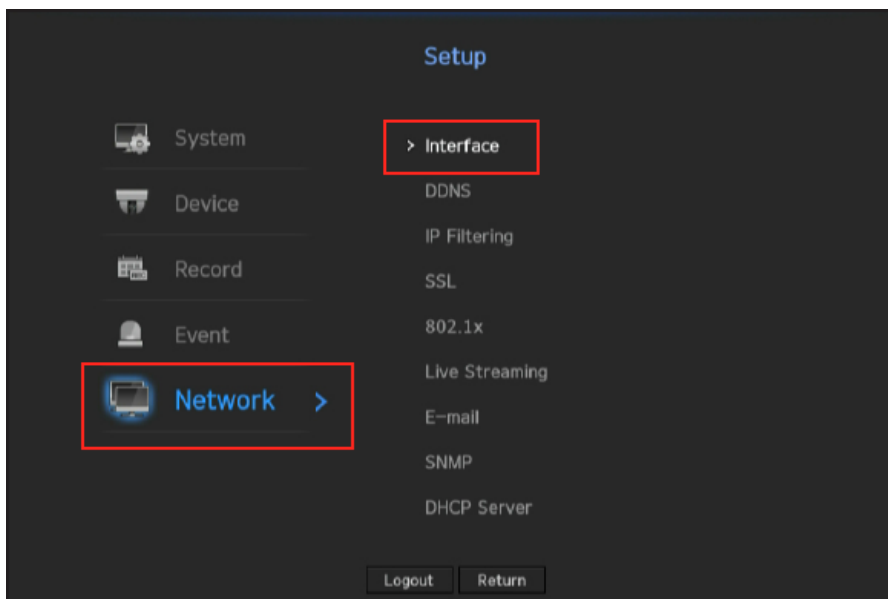 Setup
System
Device
Record
Event
Network >
> Interface
DDNS
IP Filtering
SSL
802.1x
Live Streaming
E-mail
SNMP
DHCP Server
Logout
Return